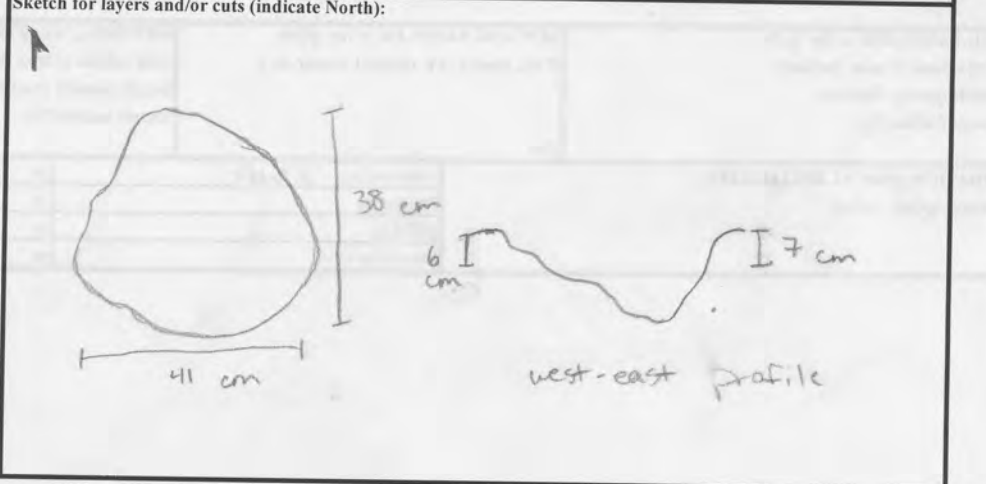 Sketch for layers and/or cuts (indicate North):
38 cm
41 cm
6
cm
7 cm
west-east profile